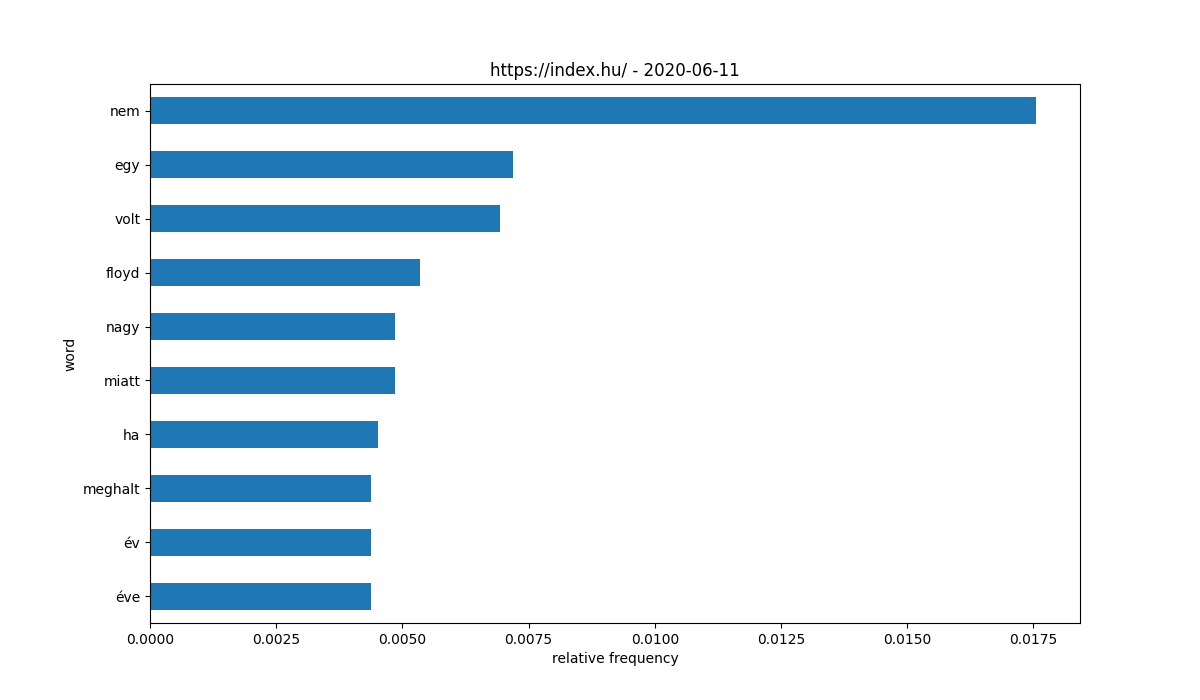 https://index.hu/ - 2020-06-11
nem
egy
volt
floyd
nagy
miatt
ha
meghalt
év
éve
word
0.0000 0.0025 0.0050 0.0075 0.0100 0.0125 0.0150 0.0175
relative frequency